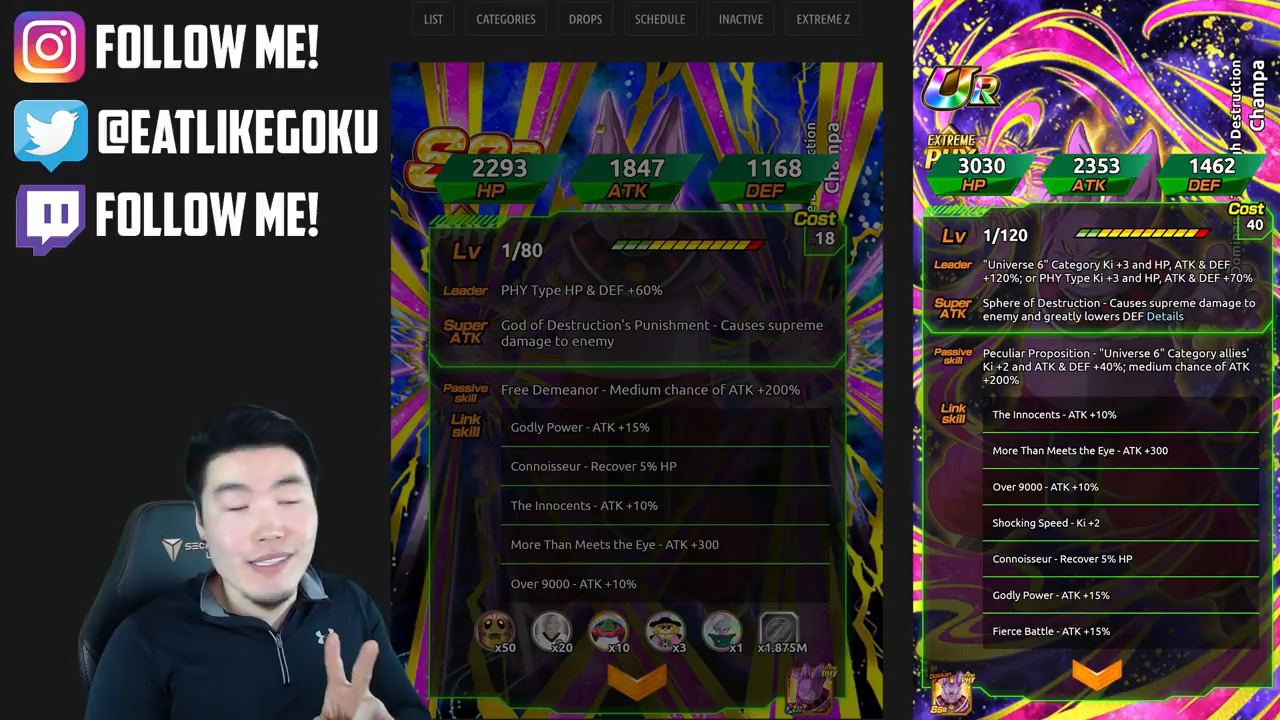 FOLLOW ME!
@EATLIKEGOKU
FOLLOW ME!
LIST
CATEGORIES
DROPS
SCHEDULE
INACTIVE
EXTREME Z
2293
HP
1847
ATK
1168
DEF
Champa
Cost
18
Lv
1/80
Leader
PHY Type HP & DEF +60%
Super
ATK
God of Destruction's Punishment - Causes supreme
damage to enemy
Passive
skill
Free Demeanor - Medium chance of ATK +200%
Link
skill
Godly Power - ATK +15%
Connoisseur - Recover 5% HP
The Innocents - ATK +10%
More Than Meets the Eye - ATK +300
Over 9000 - ATK +10%
x50
x20
x10
x3
x1
x1.875M
UR
EXTREME
PHY
Destruction
Champa
3030
HP
2353
ATK
1462
DEF
Cost
40
Lv
1/120
Leader
"Universe 6" Category Ki +3 and HP, ATK & DEF
+120%; or PHY Type Ki +3 and HP, ATK & DEF +70%
Super
ATK
Sphere of Destruction - Causes supreme damage to
enemy and greatly lowers DEF Details
Passive
skill
Peculiar Proposition - "Universe 6" Category allies'
Ki +2 and ATK & DEF +40%; medium chance of ATK
+200%
Link
skill
The Innocents - ATK +10%
More Than Meets the Eye - ATK +300
Over 9000 - ATK +10%
Shocking Speed - Ki +2
Connoisseur - Recover 5% HP
Godly Power - ATK +15%
Fierce Battle - ATK +15%
Dokkan
SSR